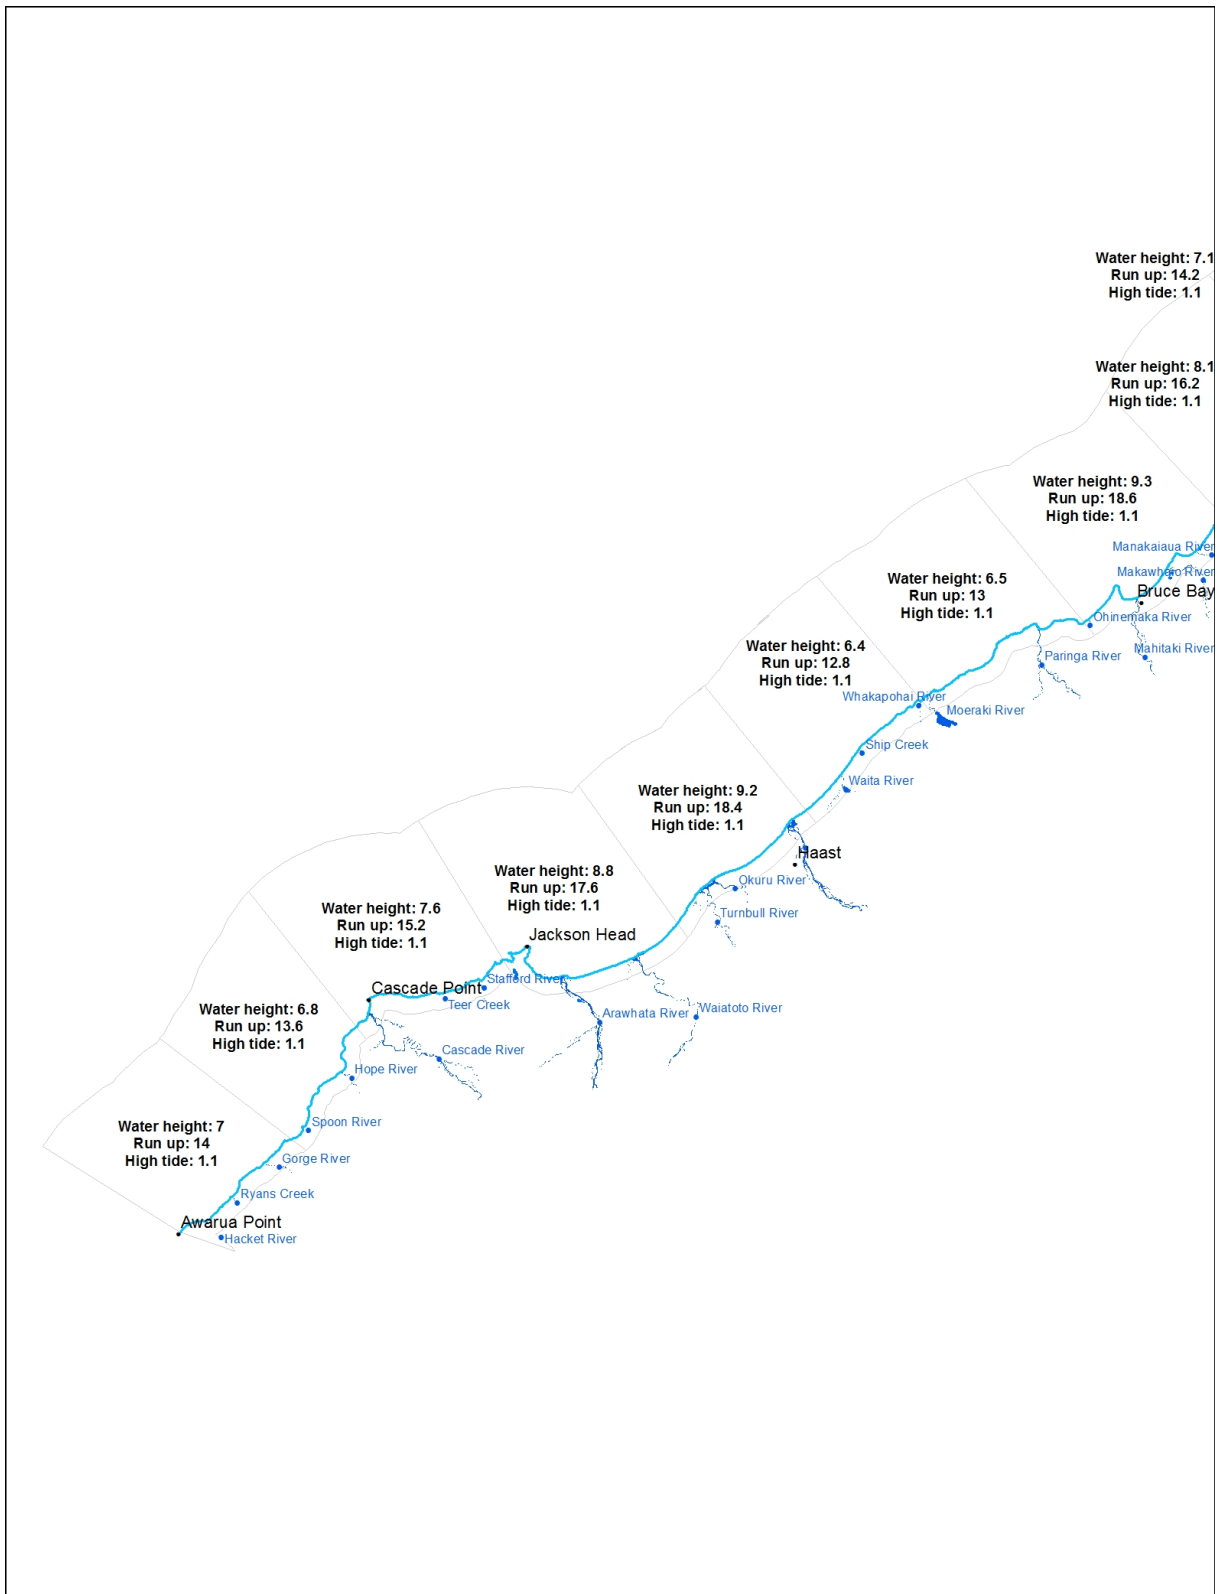 Water height: 7.1
Run up: 14.2
High tide: 1.1
Water height: 8.1
Run up: 16.2
High tide: 1.1
Water height: 9.3
Run up: 18.6
High tide: 1.1
Manakaiaua River
Makawhaio River
Bruce Bay
Ohinemaka River
Mahitaki River
Paringa River
Water height: 6.5
Run up: 13
High tide: 1.1
Water height: 6.4
Run up: 12.8
High tide: 1.1
Whakapohai River
Moeraki River
Ship Creek
Waita River
Water height: 9.2
Run up: 18.4
High tide: 1.1
Haast
Okuru River
Turnbull River
Water height: 8.8
Run up: 17.6
High tide: 1.1
Jackson Head
Water height: 7.6
Run up: 15.2
High tide: 1.1
Stafford River
Cascade Point
Teer Creek
Arawhata River
Waiatoto River
Water height: 6.8
Run up: 13.6
High tide: 1.1
Cascade River
Hope River
Spoon River
Water height: 7
Run up: 14
High tide: 1.1
Gorge River
Ryans Creek
Awarua Point
Hacket River